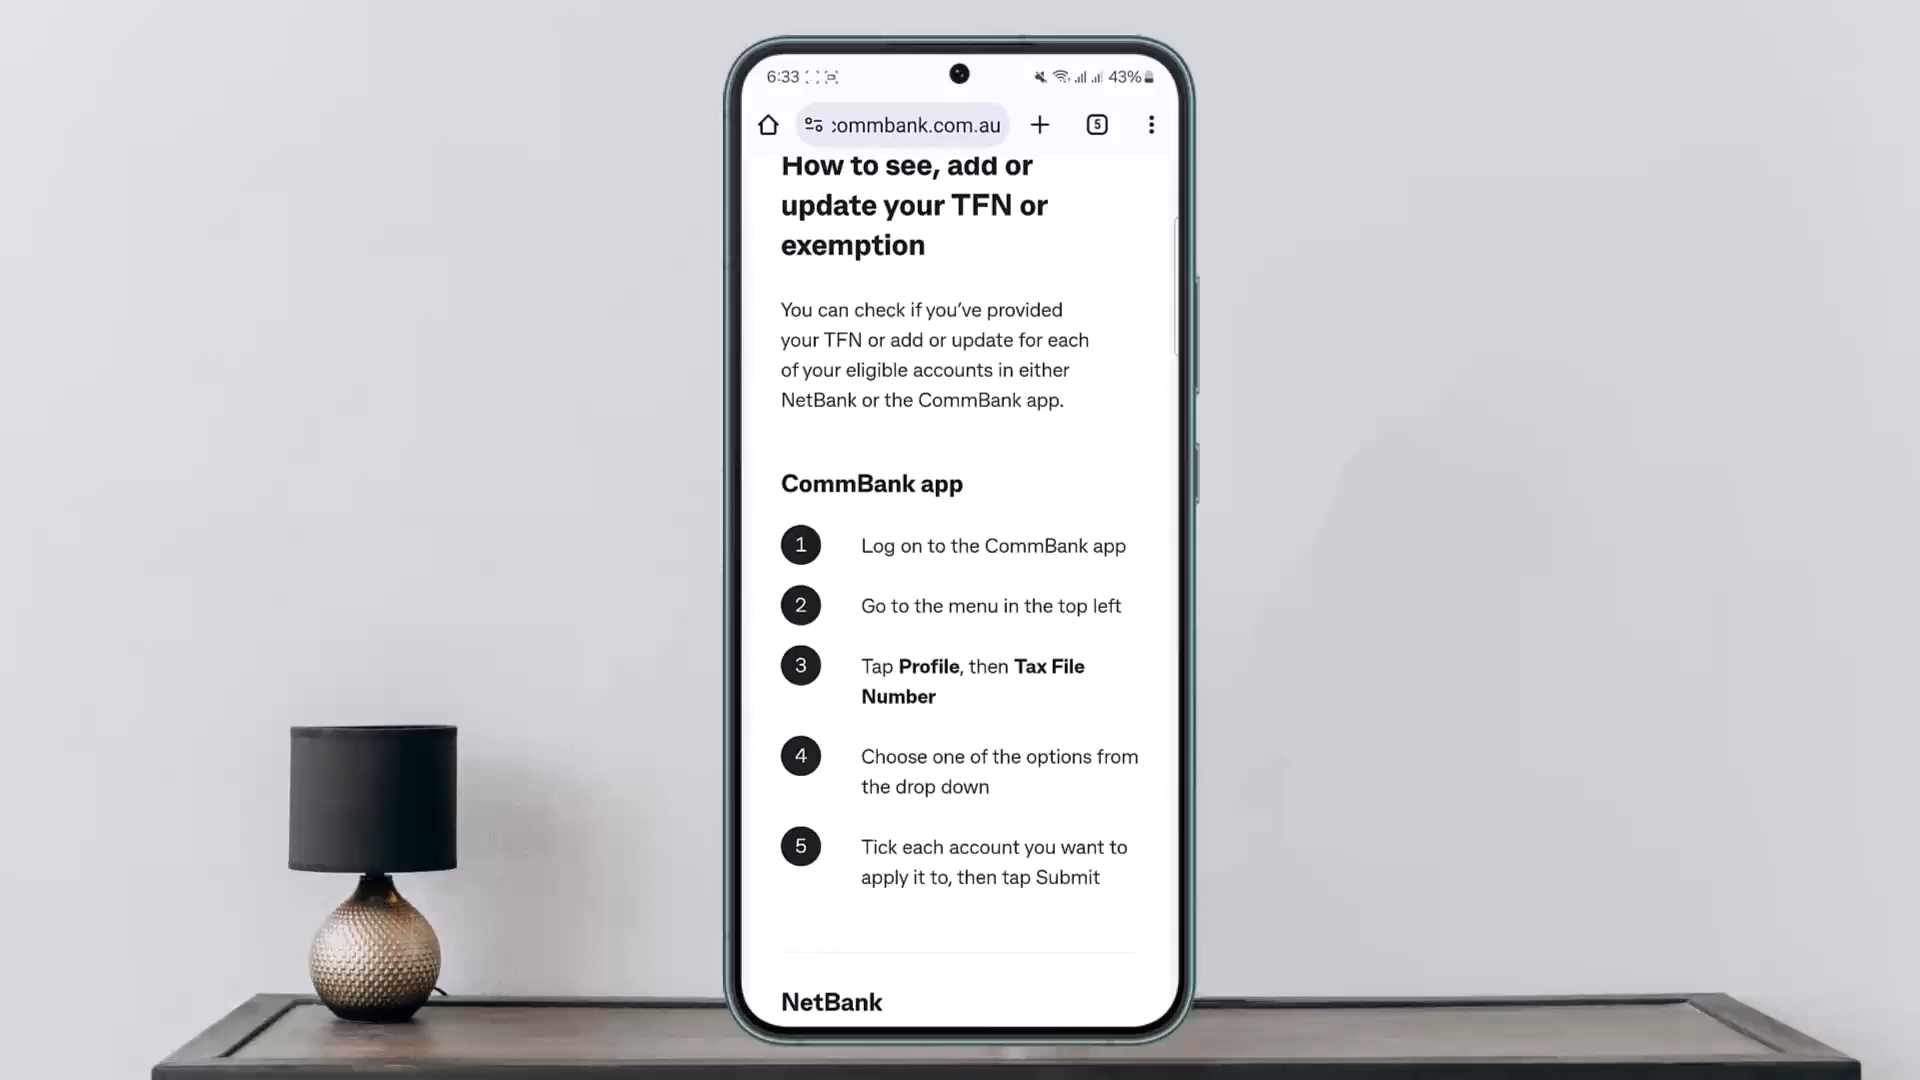 6:33
43%
commbank.com.au
5
How to see, add or
update your TFN or
exemption
You can check if you've provided
your TFN or add or update for each
of your eligible accounts in either
NetBank or the CommBank app.
CommBank app
1 Log on to the CommBank app
2 Go to the menu in the top left
3 Tap Profile, then Tax File
Number
4 Choose one of the options from
the drop down
5 Tick each account you want to
apply it to, then tap Submit
NetBank